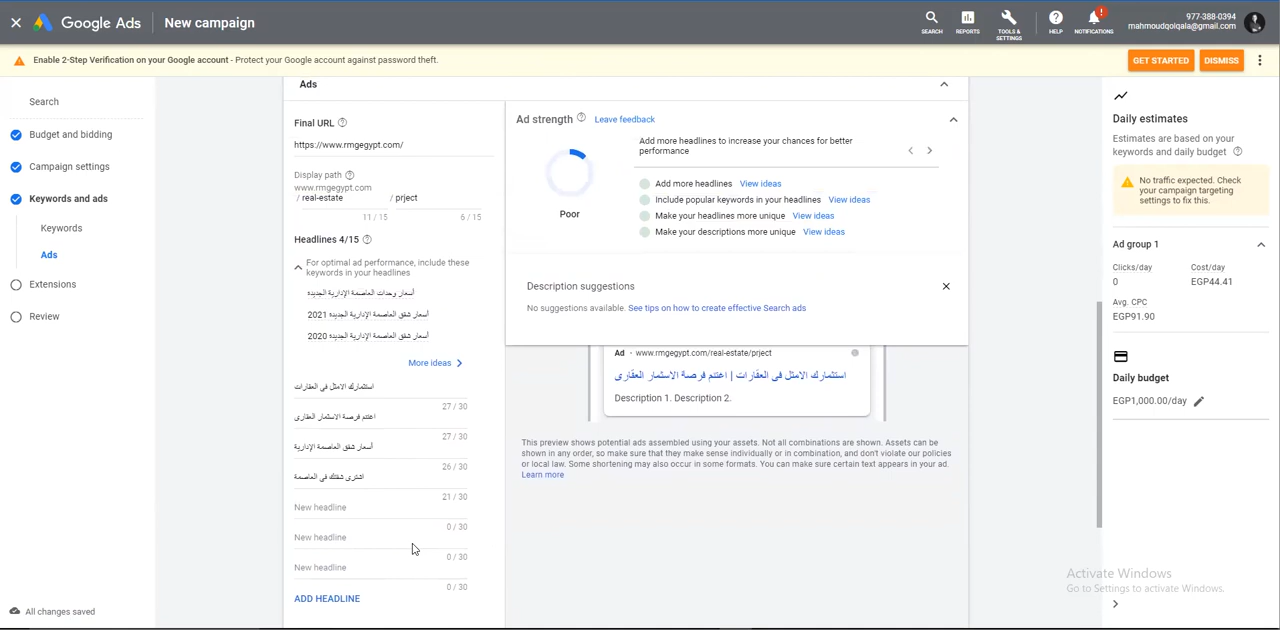 Google Ads
New campaign
SEARCH
REPORTS
TOOLS &
SETTINGS
HELP
NOTIFICATIONS
!
977-388-0394
mahmoudqolqala@gmail.com
Enable 2-Step Verification on your Google account - Protect your Google account against password theft.
GET STARTED
DISMISS
Search
Budget and bidding
Campaign settings
Keywords and ads
Keywords
Ads
Extensions
Review
All changes saved
Ads
Final URL
https://www.rmgegypt.com/
Display path
www.rmgegypt.com
/ real-estate
/ prject
11 / 15
6 / 15
Headlines 4/15
For optimal ad performance, include these
keywords in your headlines
أسعار وحدات العاصمة الإدارية الجديده
أسعار شقق العاصمة الإدارية الجديده 2021
أسعار شقق العاصمة الإدارية الجديده 2020
More ideas
استثمارك الامثل فى العقارات
27 / 30
اغتنم فرصة الاسثمار العقارى
27 / 30
أسعار شقق العاصمة الإدارية
26 / 30
اشترى شقتك فى العاصمة
21 / 30
New headline
0 / 30
New headline
0 / 30
New headline
0 / 30
ADD HEADLINE
Ad strength
Leave feedback
Poor
Add more headlines to increase your chances for better
performance
Add more headlines View ideas
Include popular keywords in your headlines View ideas
Make your headlines more unique View ideas
Make your descriptions more unique View ideas
Description suggestions
No suggestions available. See tips on how to create effective Search ads
Ad · www.rmgegypt.com/real-estate/prject
استثمارك الامثل فى العقارات | اغتنم فرصة الاسثمار العقارى
Description 1. Description 2.
This preview shows potential ads assembled using your assets. Not all combinations are shown. Assets can be
shown in any order, so make sure that they make sense individually or in combination, and don't violate our policies
or local law. Some shortening may also occur in some formats. You can make sure certain text appears in your ad.
Learn more
Daily estimates
Estimates are based on your
keywords and daily budget
No traffic expected. Check
your campaign targeting
settings to fix this.
Ad group 1
Clicks/day
Cost/day
0
EGP44.41
Avg. CPC
EGP91.90
Daily budget
EGP1,000.00/day
Activate Windows
Go to Settings to activate Windows.